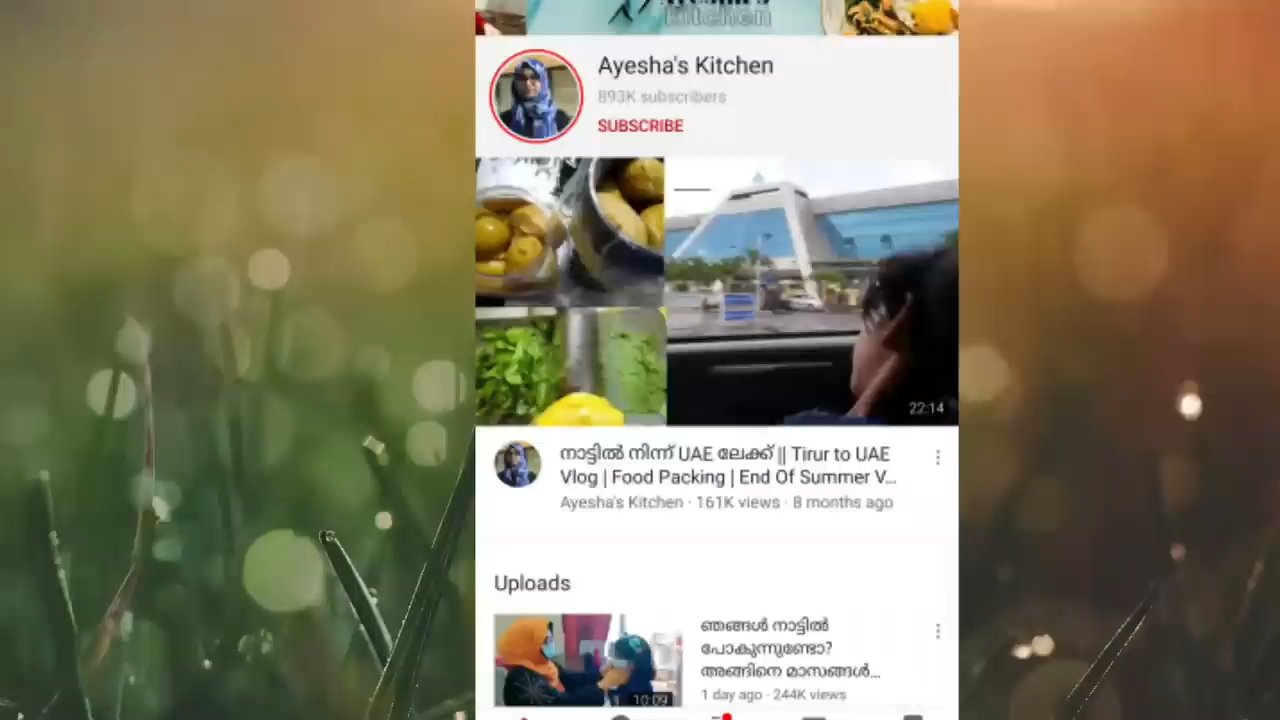 Kitchen
Ayesha's Kitchen
893K subscribers
SUBSCRIBE
22:14
നാട്ടിൽ നിന്ന് UAE ലേക്ക് || Tirur to UAE
Vlog | Food Packing | End Of Summer V...
Ayesha's Kitchen · 161K views · 8 months ago
Uploads
ഞങ്ങൾ നാട്ടിൽ
പോകുന്നുണ്ടോ?
അങ്ങിനെ മാസങ്ങൾ...
10:09
1 day ago · 244K views